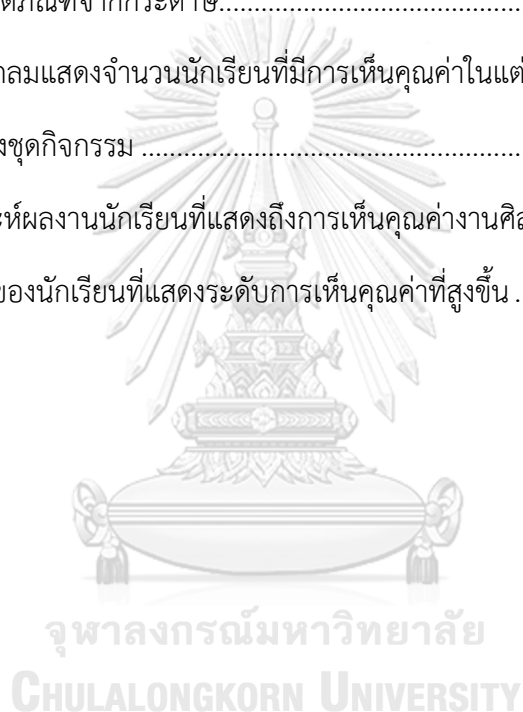 ดภัณฑ์จากกระดาษ...............................................
ลมแสดงจำนวนนักเรียนที่มีการเห็นคุณค่าในแต่
งชุดกิจกรรม .......................................................
ะห์ผลงานนักเรียนที่แสดงถึงการเห็นคุณค่างานศิล
ของนักเรียนที่แสดงระดับการเห็นคุณค่าที่สูงขึ้น .
จุฬาลงกรณ์มหาวิทยาลัย
CHULALONGKORN UNIVERSITY